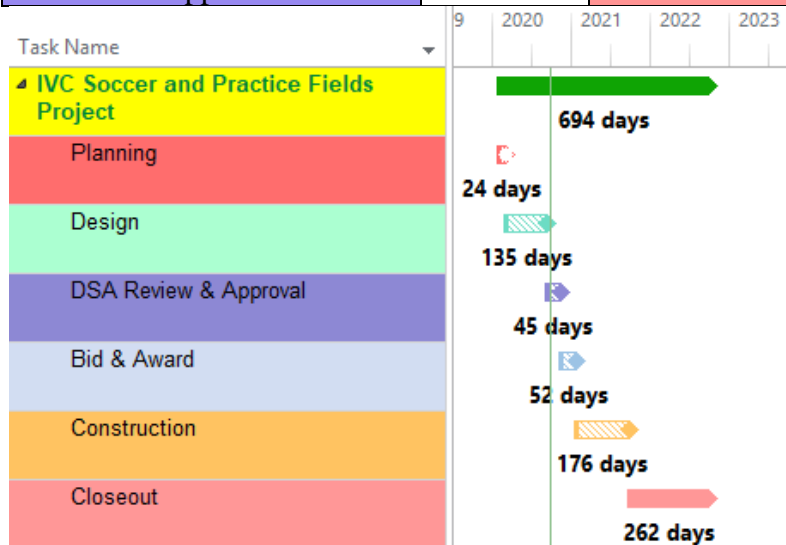 9 2020 2021 2022 2023
Task Name
IVC Soccer and Practice Fields
Project
694 days
Planning
24 days
Design
135 days
DSA Review & Approval
45 days
Bid & Award
52 days
Construction
176 days
Closeout
262 days